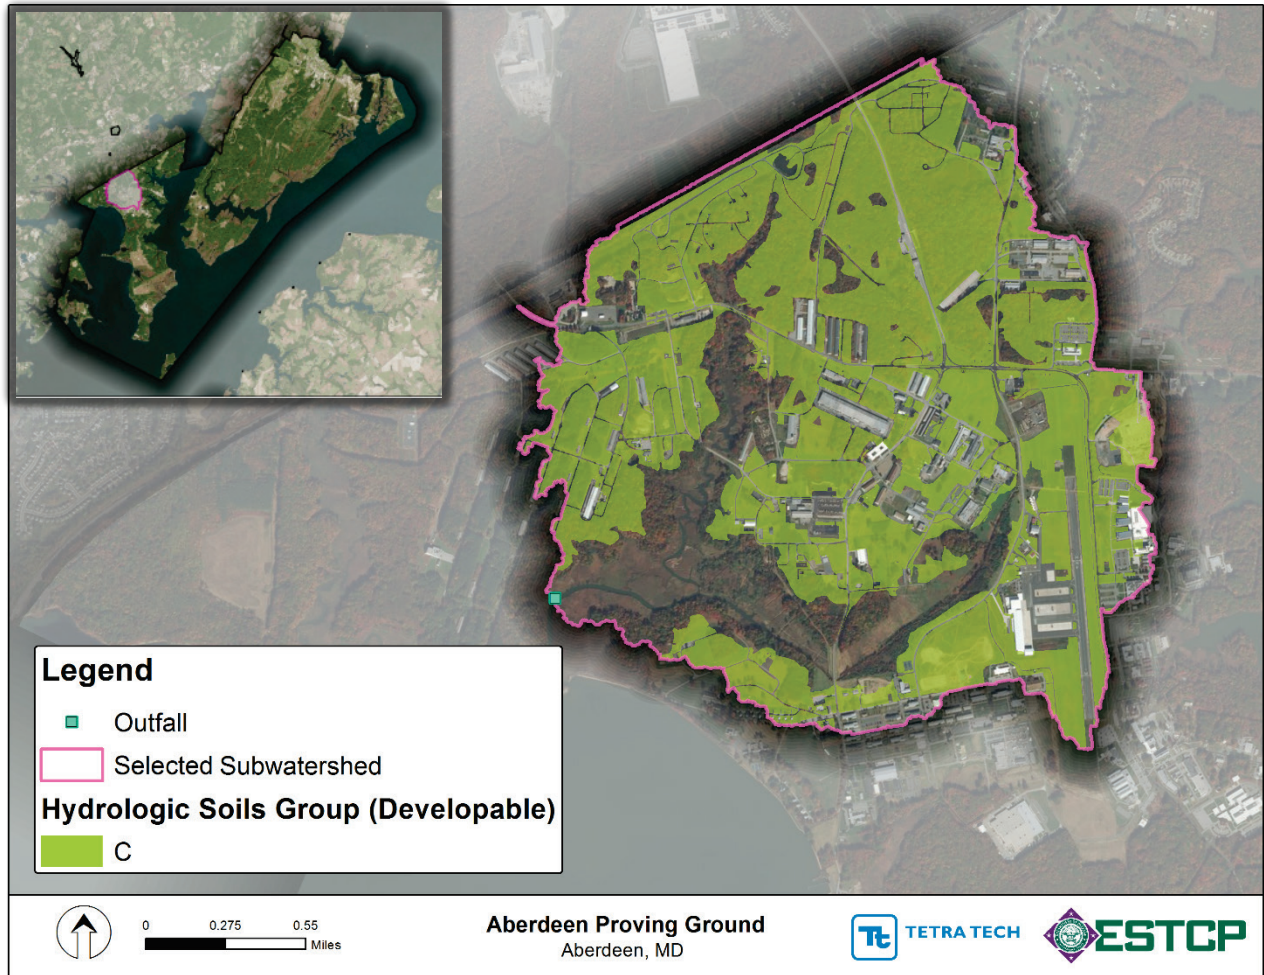 Legend
Outfall
Selected Subwatershed
Hydrologic Soils Group (Developable)
C
0 0.275 0.55
Miles
Aberdeen Proving Ground
Aberdeen, MD
Tt TETRA TECH
ESTCP